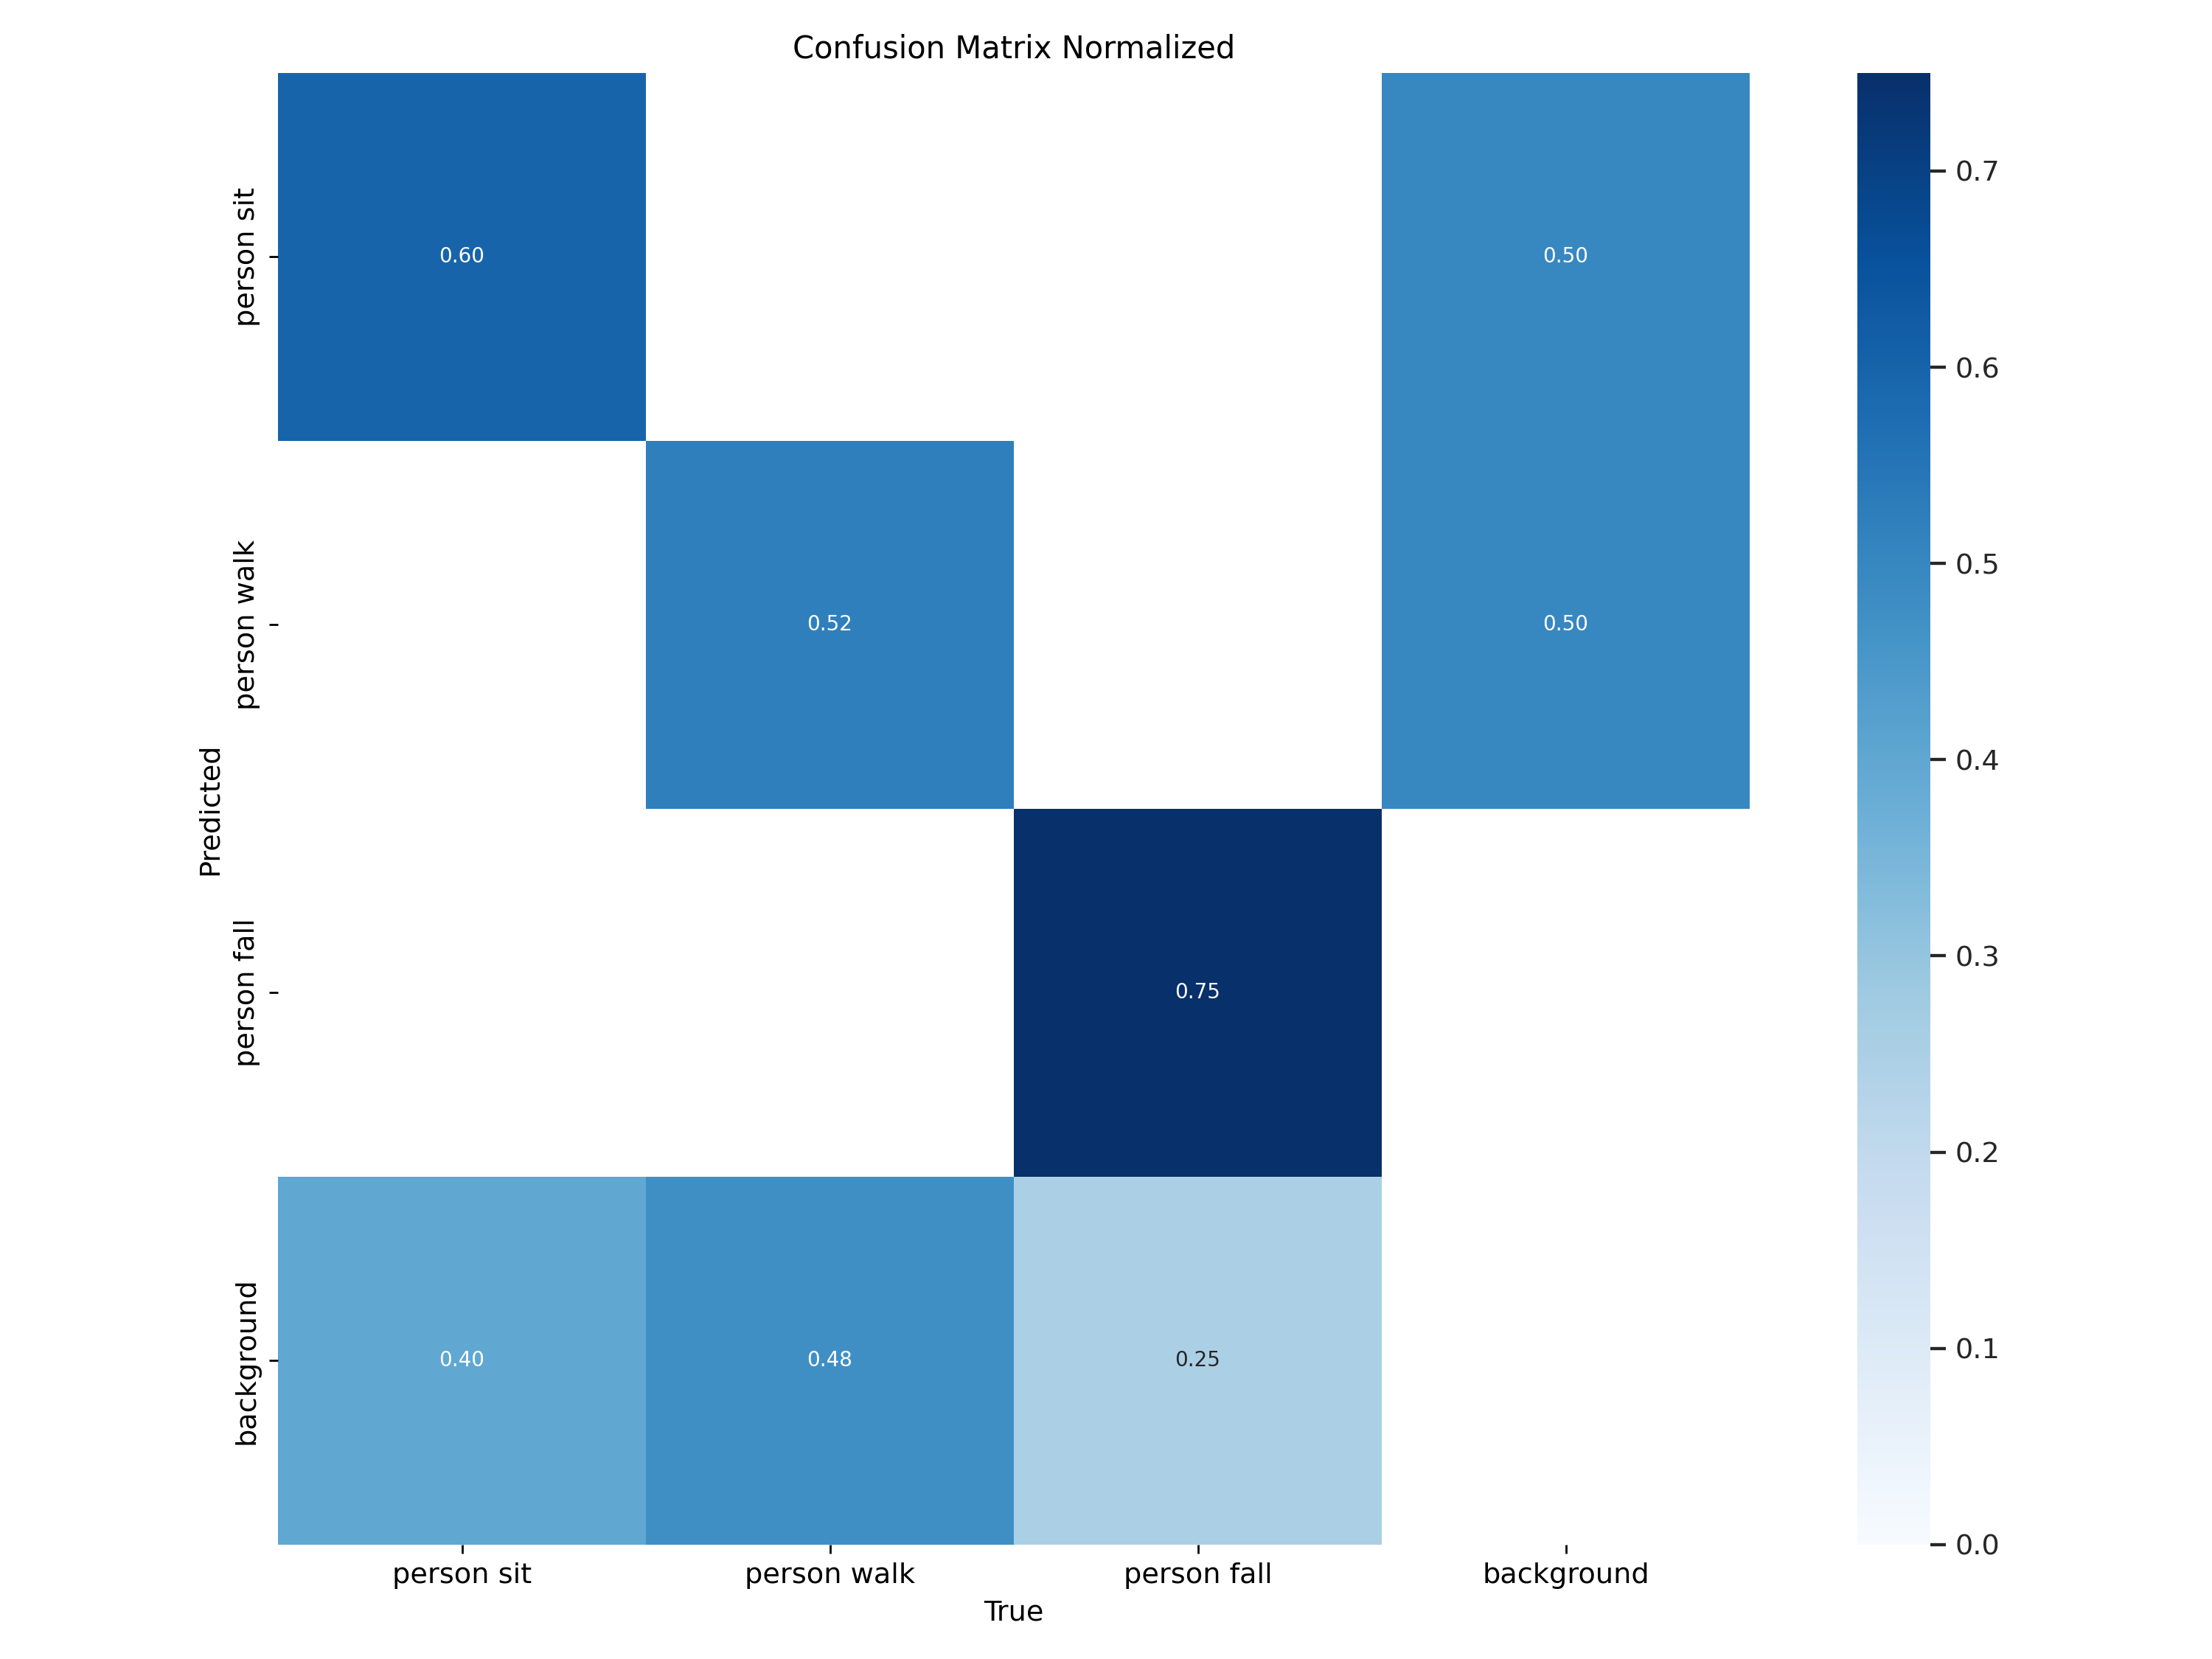 Confusion Matrix Normalized
person sit
0.60
0.50
person walk
0.52
0.50
Predicted
person fall
0.75
background
0.40
0.48
0.25
person sit
person walk
person fall
background
True
0.7
0.6
0.5
0.4
0.3
0.2
0.1
0.0